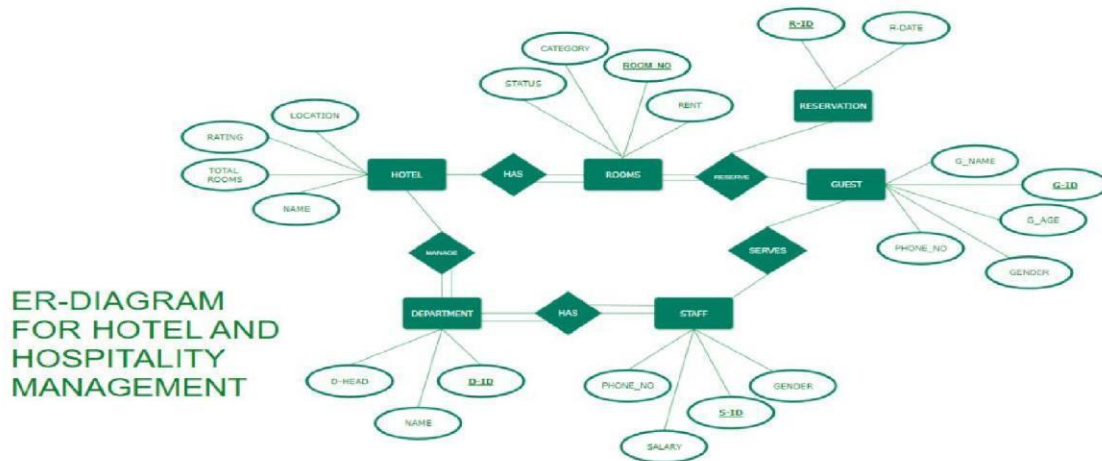 R-ID
R-DATE
CATEGORY
ROOM_NO
STATUS
RENT
RESERVATION
LOCATION
RATING
G_NAME
TOTAL
ROOMS
HOTEL
HAS
ROOMS
RESERVE
GUEST
G-ID
NAME
G_AGE
PHONE_NO
MANAGE
SERVES
GENDER
ER-DIAGRAM
FOR HOTEL AND
HOSPITALITY
MANAGEMENT
DEPARTMENT
HAS
STAFF
D-HEAD
D-ID
PHONE_NO
GENDER
NAME
S-ID
SALARY